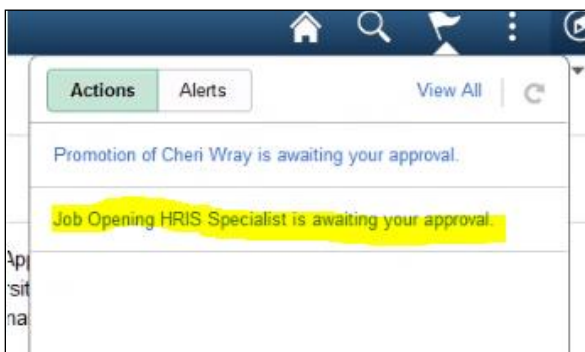 Actions Alerts View All
Promotion of Cheri Wray is awaiting your approval.
Job Opening HRIS Specialist is awaiting your approval.